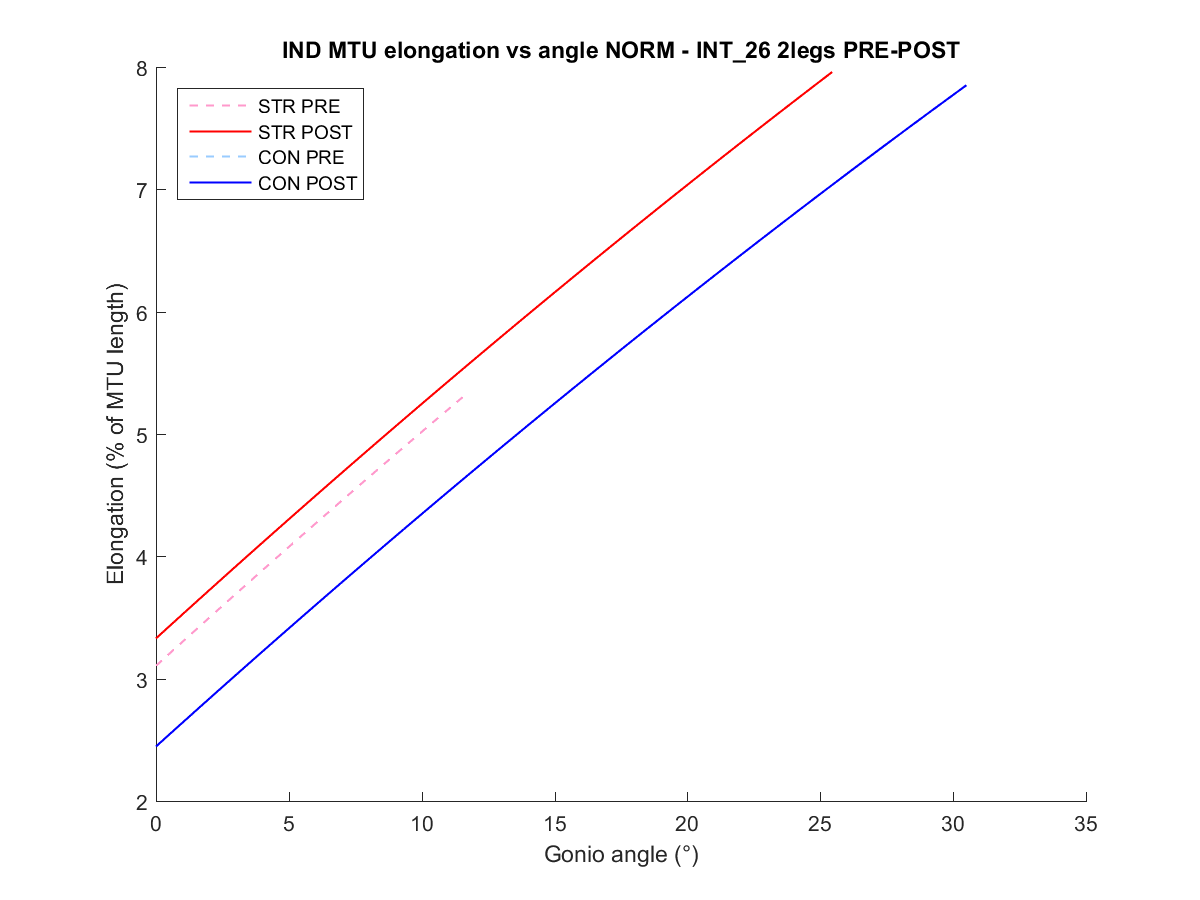 IND MTU elongation vs angle NORM - INT_26 2legs PRE-POST
8
7
6
5
4
3
2
Elongation (% of MTU length)
STR PRE
STR POST
CON PRE
CON POST
0 5 10 15 20 25 30 35
Gonio angle (°)